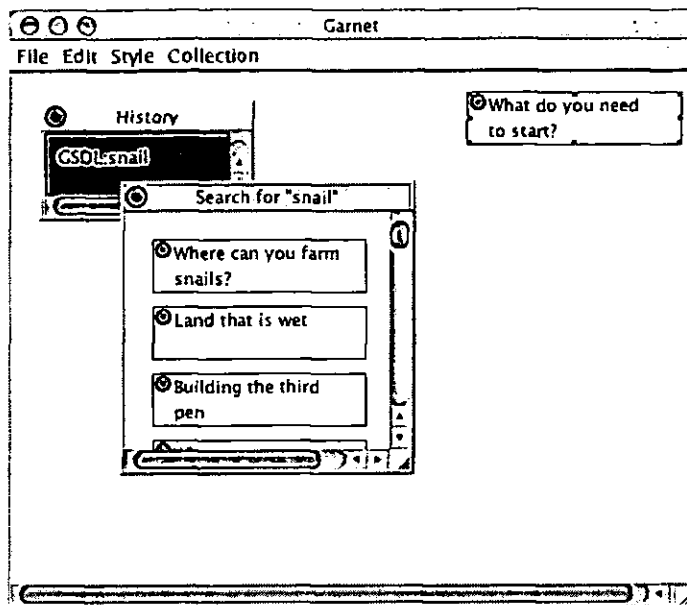 Garnet
File Edit Style Collection
History
GSDL:snail
What do you need
to start?
Search for "snail"
Where can you farm
snails?
Land that is wet
Building the third
pen